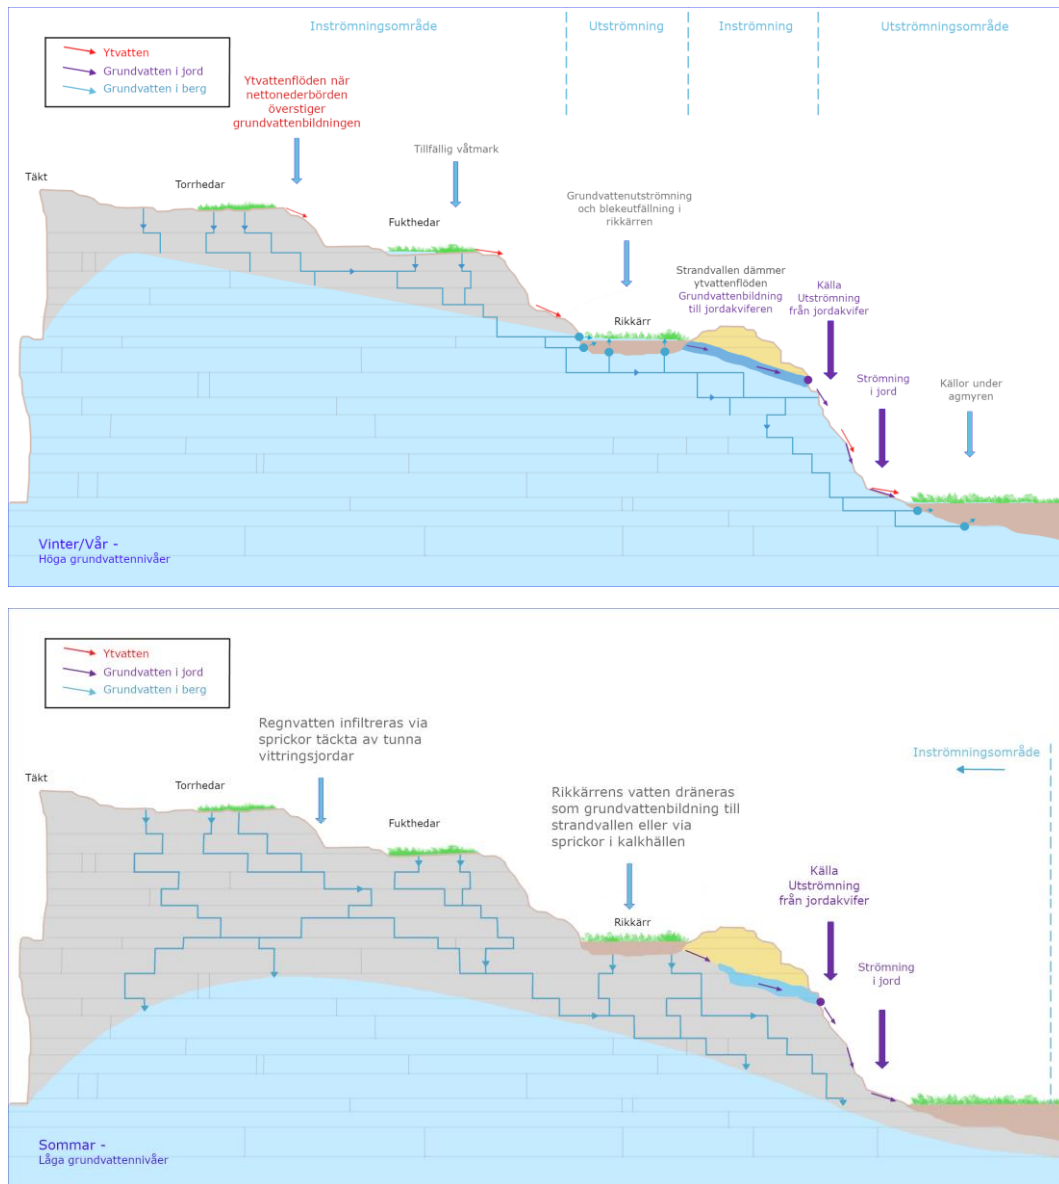 Inströmningsområde
Utströmning
Inströmning
Utströmningsområde
Ytvatten
Grundvatten i jord
Grundvatten i berg
Ytvattenflöden när
nettonederbörden
överstiger
grundvattenbildningen
Tillfällig våtmark
Täkt
Torrhedar
Fukthedar
Grundvattenutströmning
och blekeutfällning i
rikkärren
Strandvallen dämmer
ytvattenflöden
Grundvattenbildning
till jordakviferen
Källa
Utströmning
från jordakvifer
Rikkärr
Strömning
i jord
Källor under
agmyren
Vinter/Vår -
Höga grundvattennivåer
Ytvatten
Grundvatten i jord
Grundvatten i berg
Regnvatten infiltreras via
sprickor täckta av tunna
vittringsjordar
Inströmningsområde
Täkt
Torrhedar
Fukthedar
Rikkärrens vatten dräneras
som grundvattenbildning till
strandvallen eller via
sprickor i kalkhällen
Källa
Utströmning
från jordakvifer
Rikkärr
Strömning
i jord
Sommar -
Låga grundvattennivåer